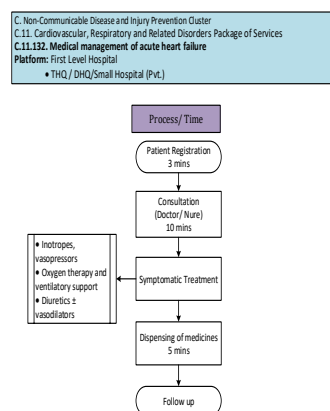 C. Non-Communicable Disease and Injury Prevention Cluster
C.11. Cardiovascular, Respiratory and Related Disorders Package of Services
C.11.132. Medical management of acute heart failure
Platform: First Level Hospital
• THQ / DHQ/Small Hospital (Pvt.)
Process/ Time
Patient Registration
3 mins
Consultation
(Doctor/ Nure)
10 mins
• Inotropes,
vasopressors
• Oxygen therapy and
ventilatory support
• Diuretics ±
vasodilators
Symptomatic Treatment
Dispensing of medicines
5 mins
Follow up